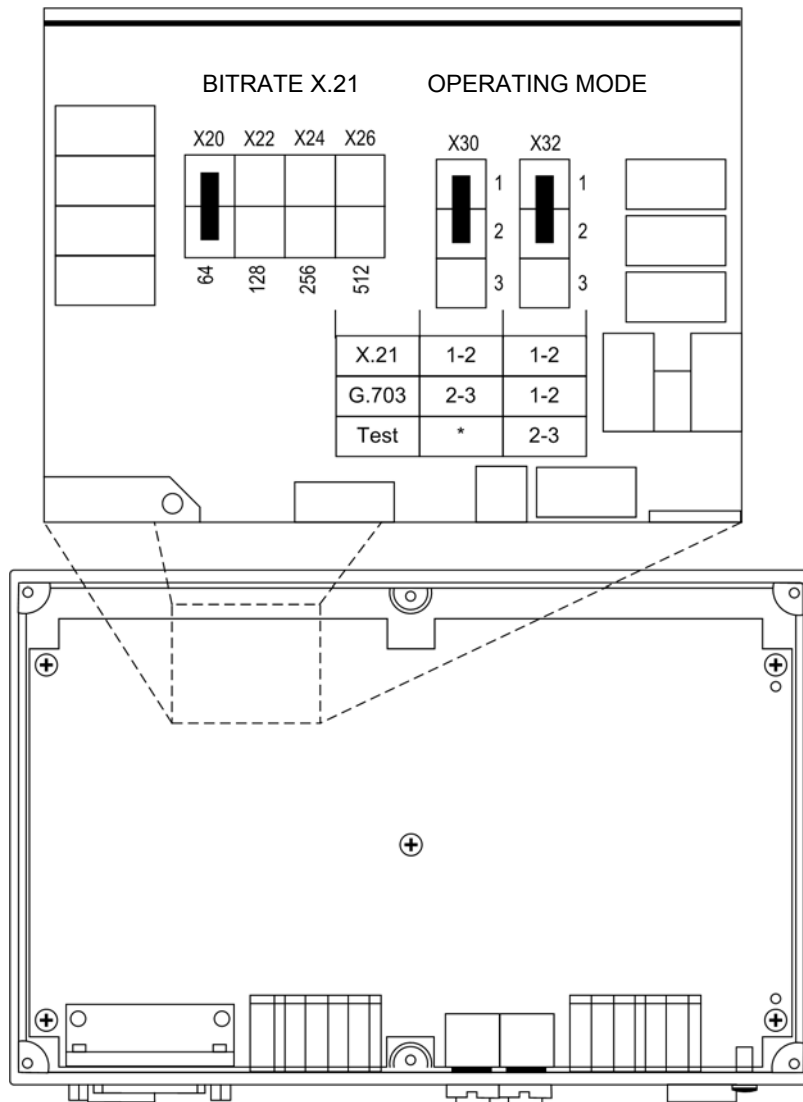 BITRATE X.21 OPERATING MODE
X20 X22 X24 X26 X30 X32
1 1
2 2
64 128 256 512 3 3
X.21 1-2 1-2
G.703 2-3 1-2
Test * 2-3